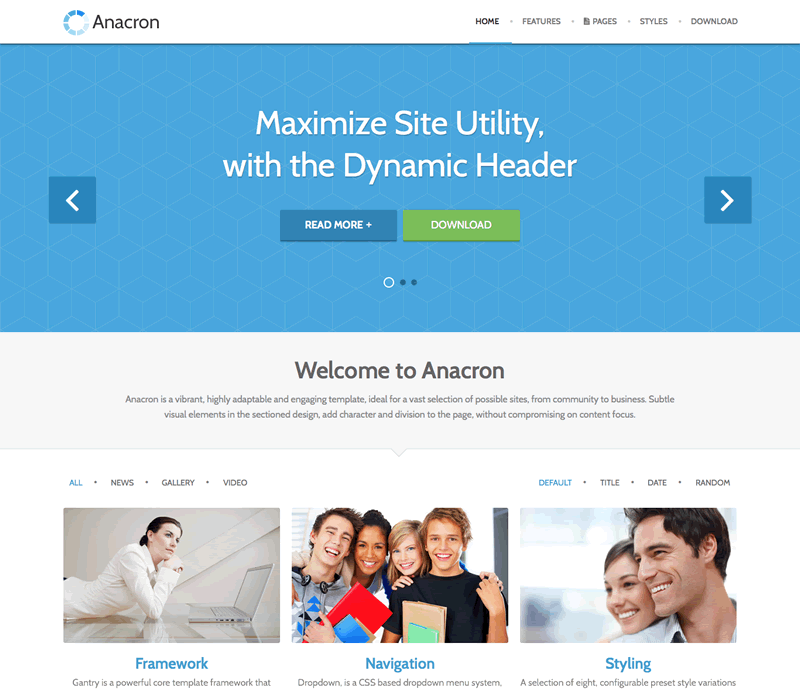 Anacron
HOME • FEATURES • PAGES • STYLES • DOWNLOAD
Maximize Site Utility,
with the Dynamic Header
READ MORE +
DOWNLOAD
Welcome to Anacron
Anacron is a vibrant, highly adaptable and engaging template, ideal for a vast selection of possible sites, from community to business. Subtle
visual elements in the sectioned design, add character and division to the page, without compromising on content focus.
ALL • NEWS • GALLERY • VIDEO
DEFAULT • TITLE • DATE • RANDOM
Framework
Gantry is a powerful core template framework that
Navigation
Dropdown, is a CSS based dropdown menu system.
Styling
A selection of eight, configurable preset style variations